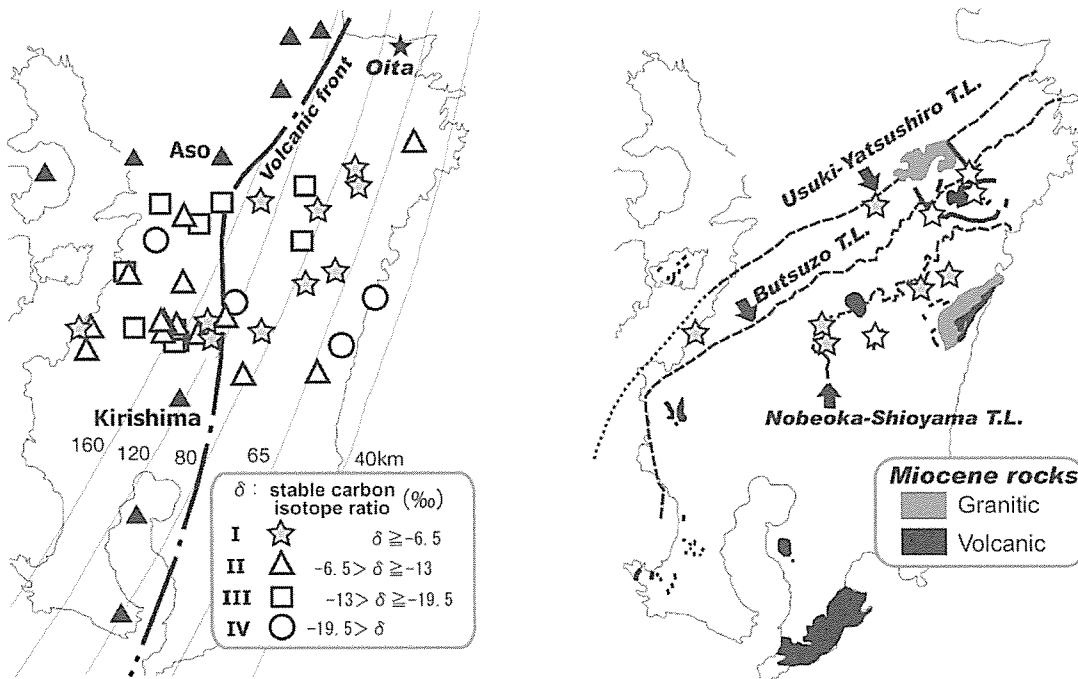 Oita
Volcanic front
Aso
Kirishima
160
120
80
65
40km
δ : stable carbon
isotope ratio (‰)
I δ ≧ -6.5
II -6.5> δ ≧ -13
III -13> δ ≧ -19.5
IV -19.5> δ
Usuki-Yatsushiro T.L.
Butsuzo T.L.
Nobeoka-Shioyama T.L.
Miocene rocks
Granitic
Volcanic